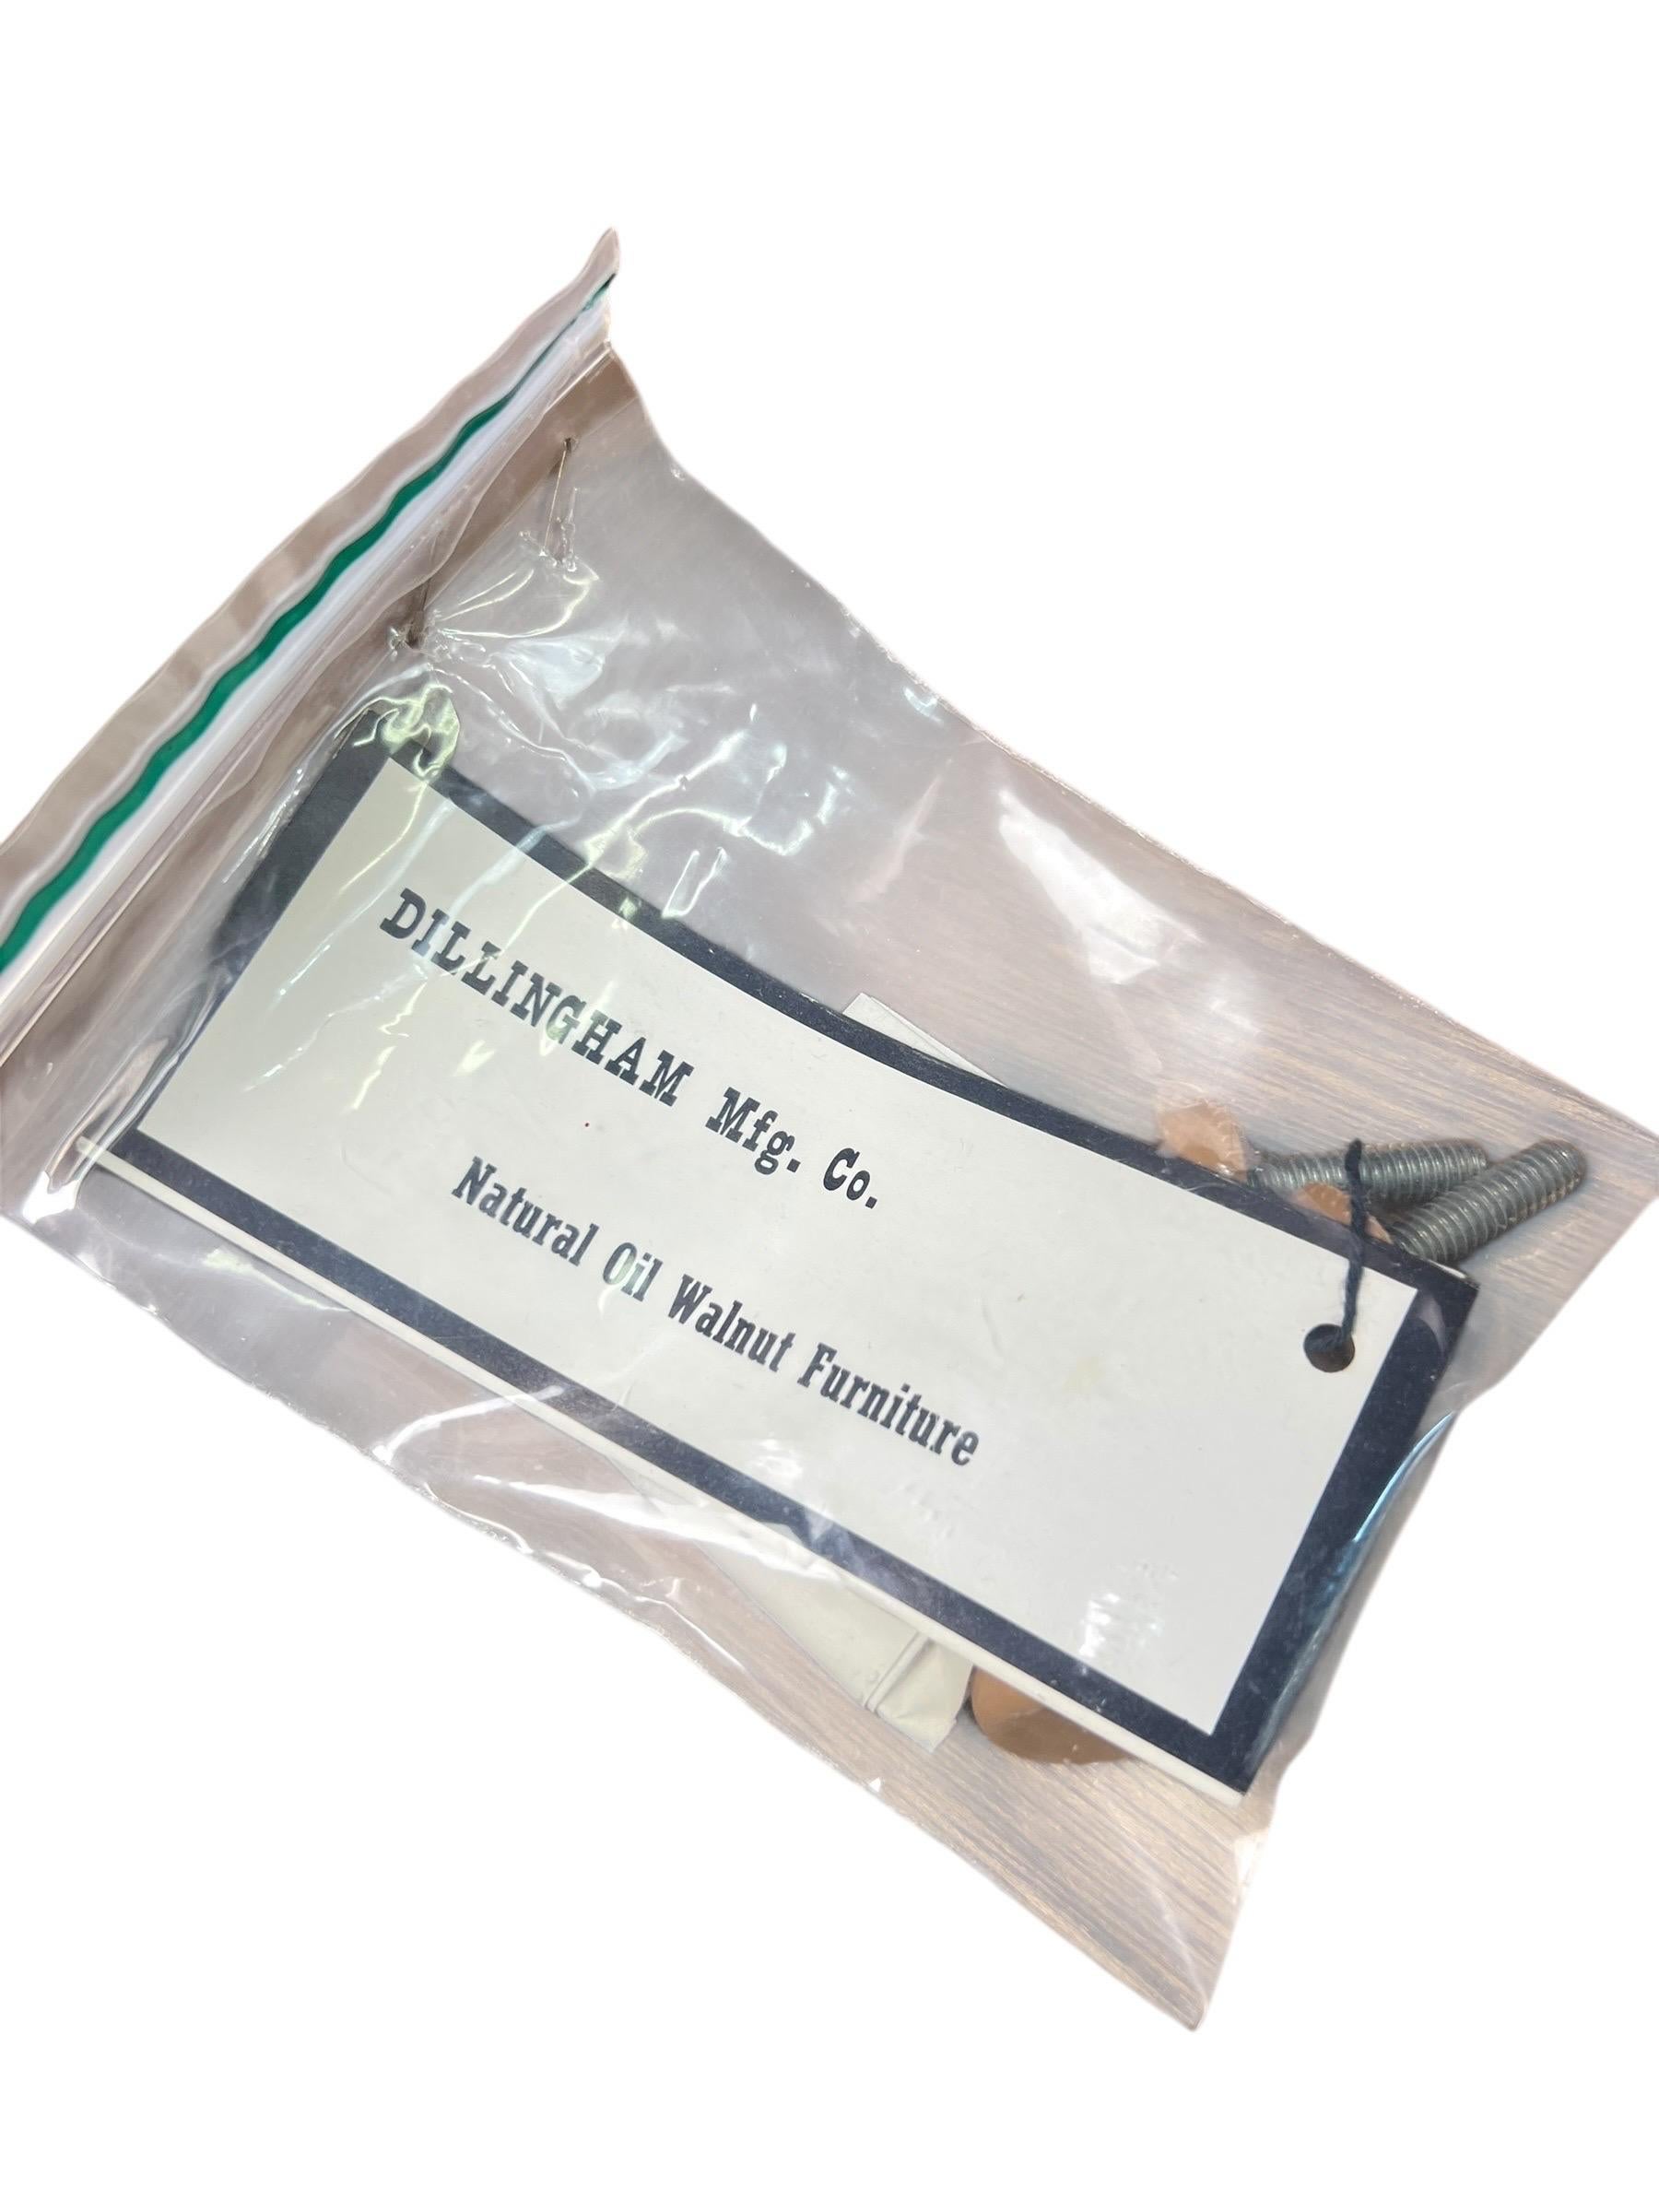 DILLINGHAM Mfg. Co.
Natural Oil Walnut Furniture